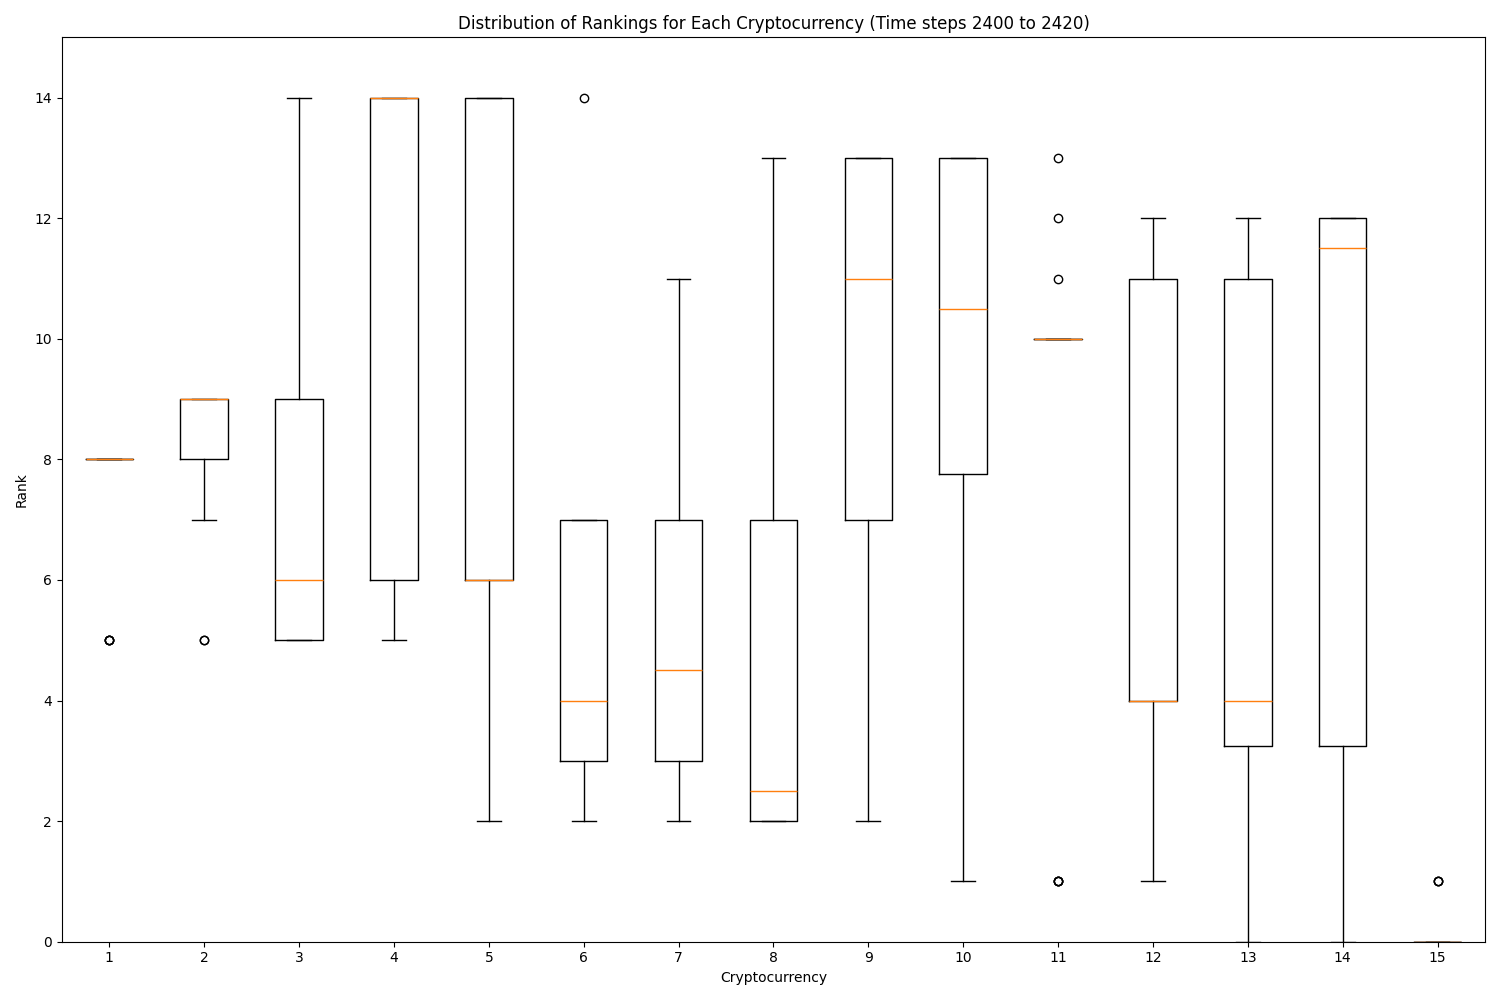 Distribution of Rankings for Each Cryptocurrency (Time steps 2400 to 2420)
14
12
10
8
6
4
2
0
Rank
1 2 3 4 5 6 7 8 9 10 11 12 13 14 15
Cryptocurrency